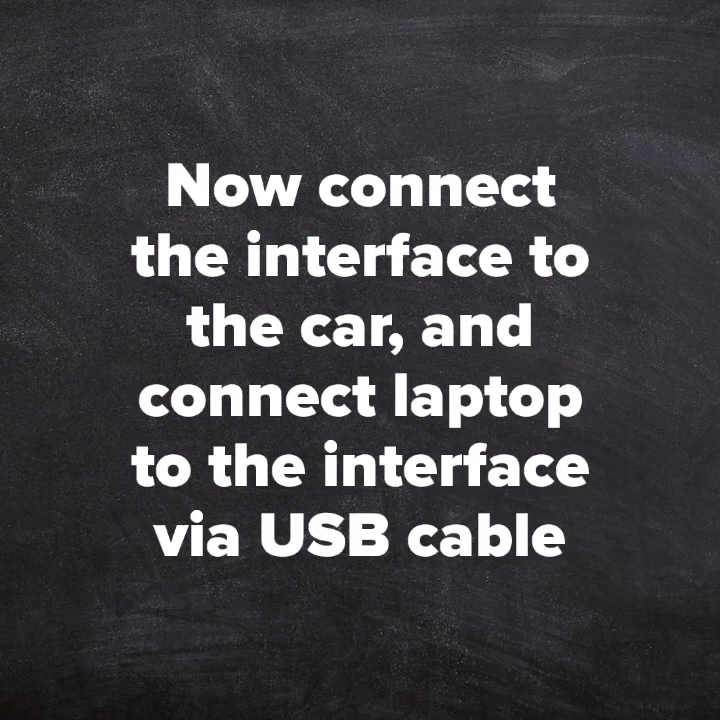 Now connect
the interface to
the car, and
connect laptop
to the interface
via USB cable